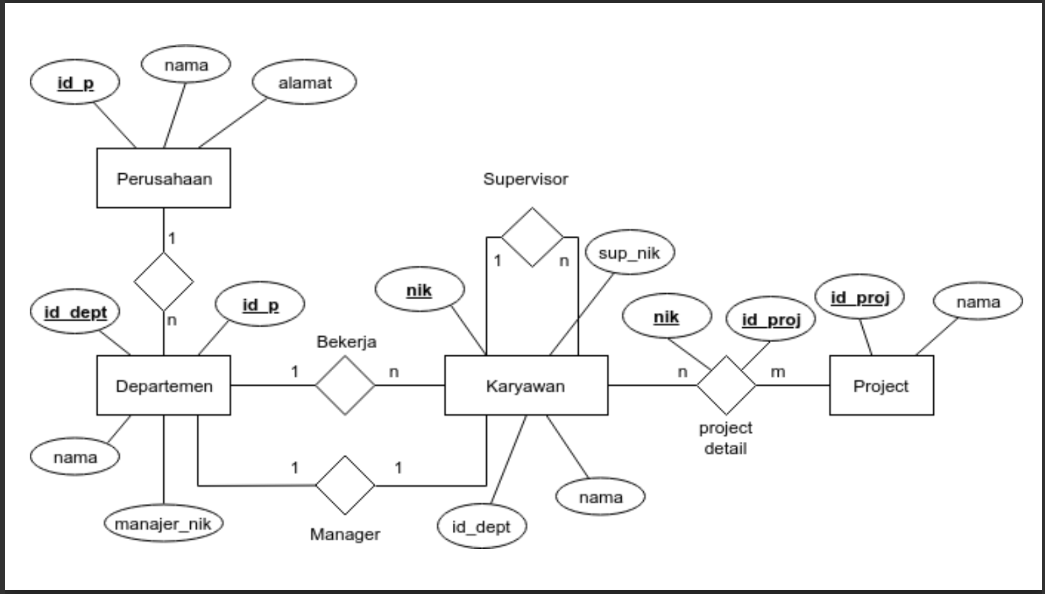 id_p
nama
alamat
Perusahaan
1
n
id_dept
id_p
Departemen
nama
manajer_nik
Bekerja
1
n
1
1
Manager
Supervisor
1
n
sup_nik
nik
Karyawan
id_dept
nama
nik
id_proj
n
m
project
detail
id_proj
nama
Project